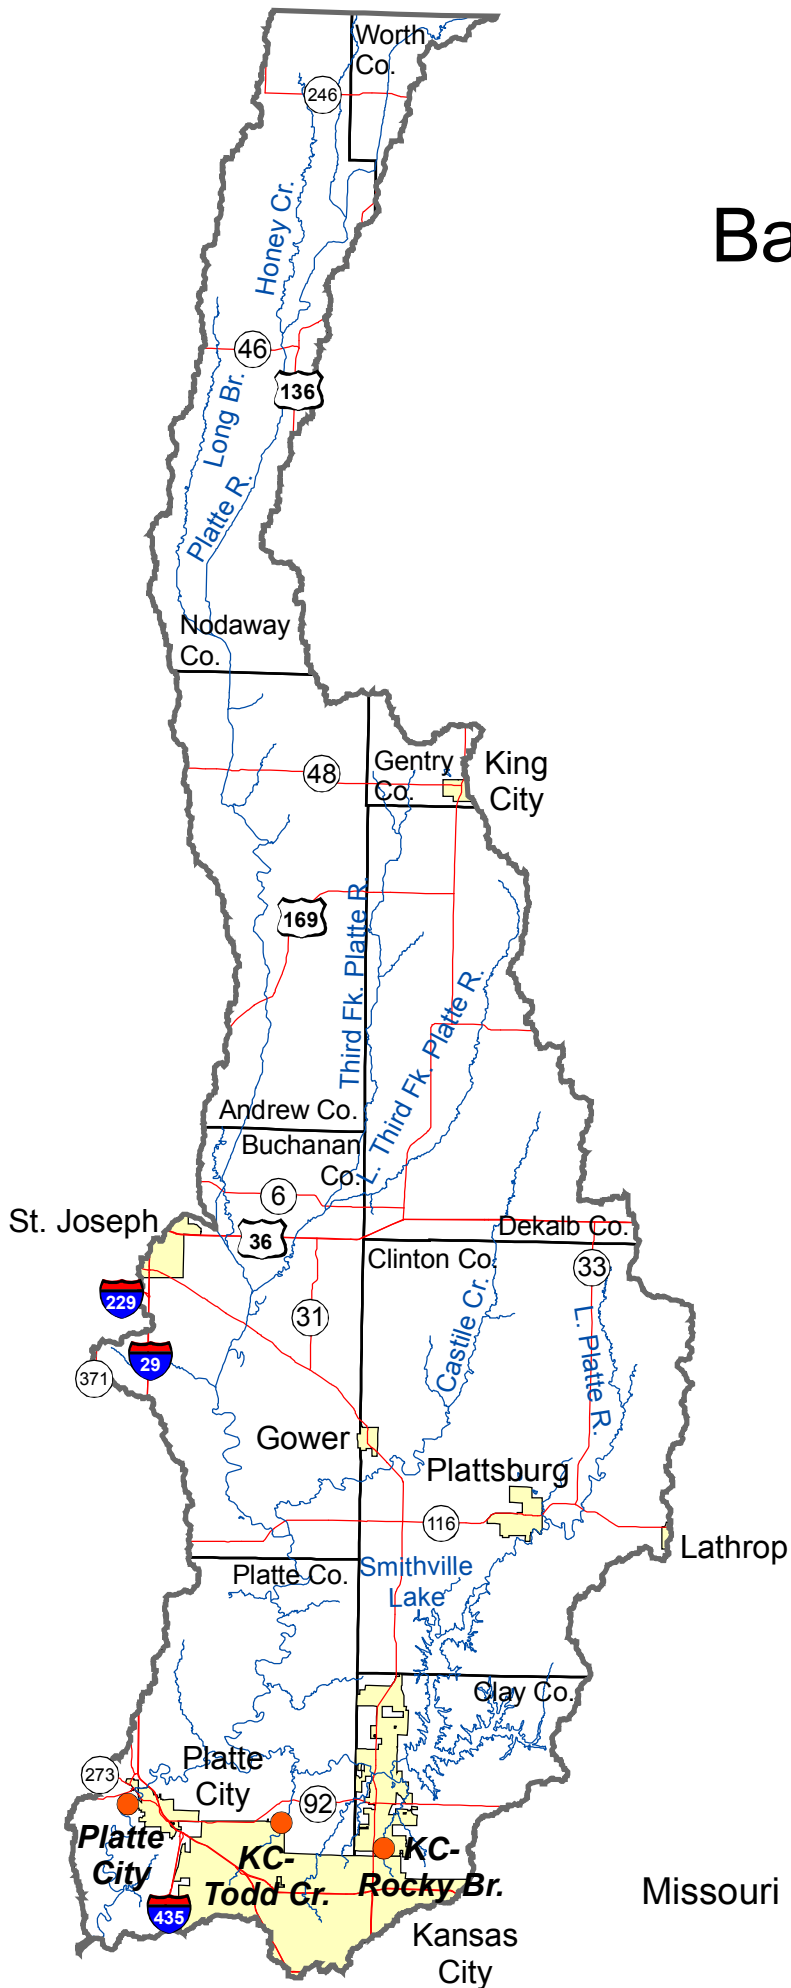 Worth
Co.
246
Ba
Honey Cr.
46
136
Long Br.
Platte R.
Nodaway
Co.
Gentry
Co.
King
City
48
169
Third Fk. Platte R.
L. Third Fk. Platte R.
Andrew Co.
Buchanan
Co.
6
St. Joseph
36
Dekalb Co.
Clinton Co.
33
229
31
Castile Cr.
L. Platte R.
29
371
Gower
Plattsburg
116
Lathrop
Platte Co.
Smithville
Lake
Clay Co.
273
Platte
City
92
Platte
City
KC-
Todd Cr.
KC-
Rocky Br.
435
Missouri
Kansas
City